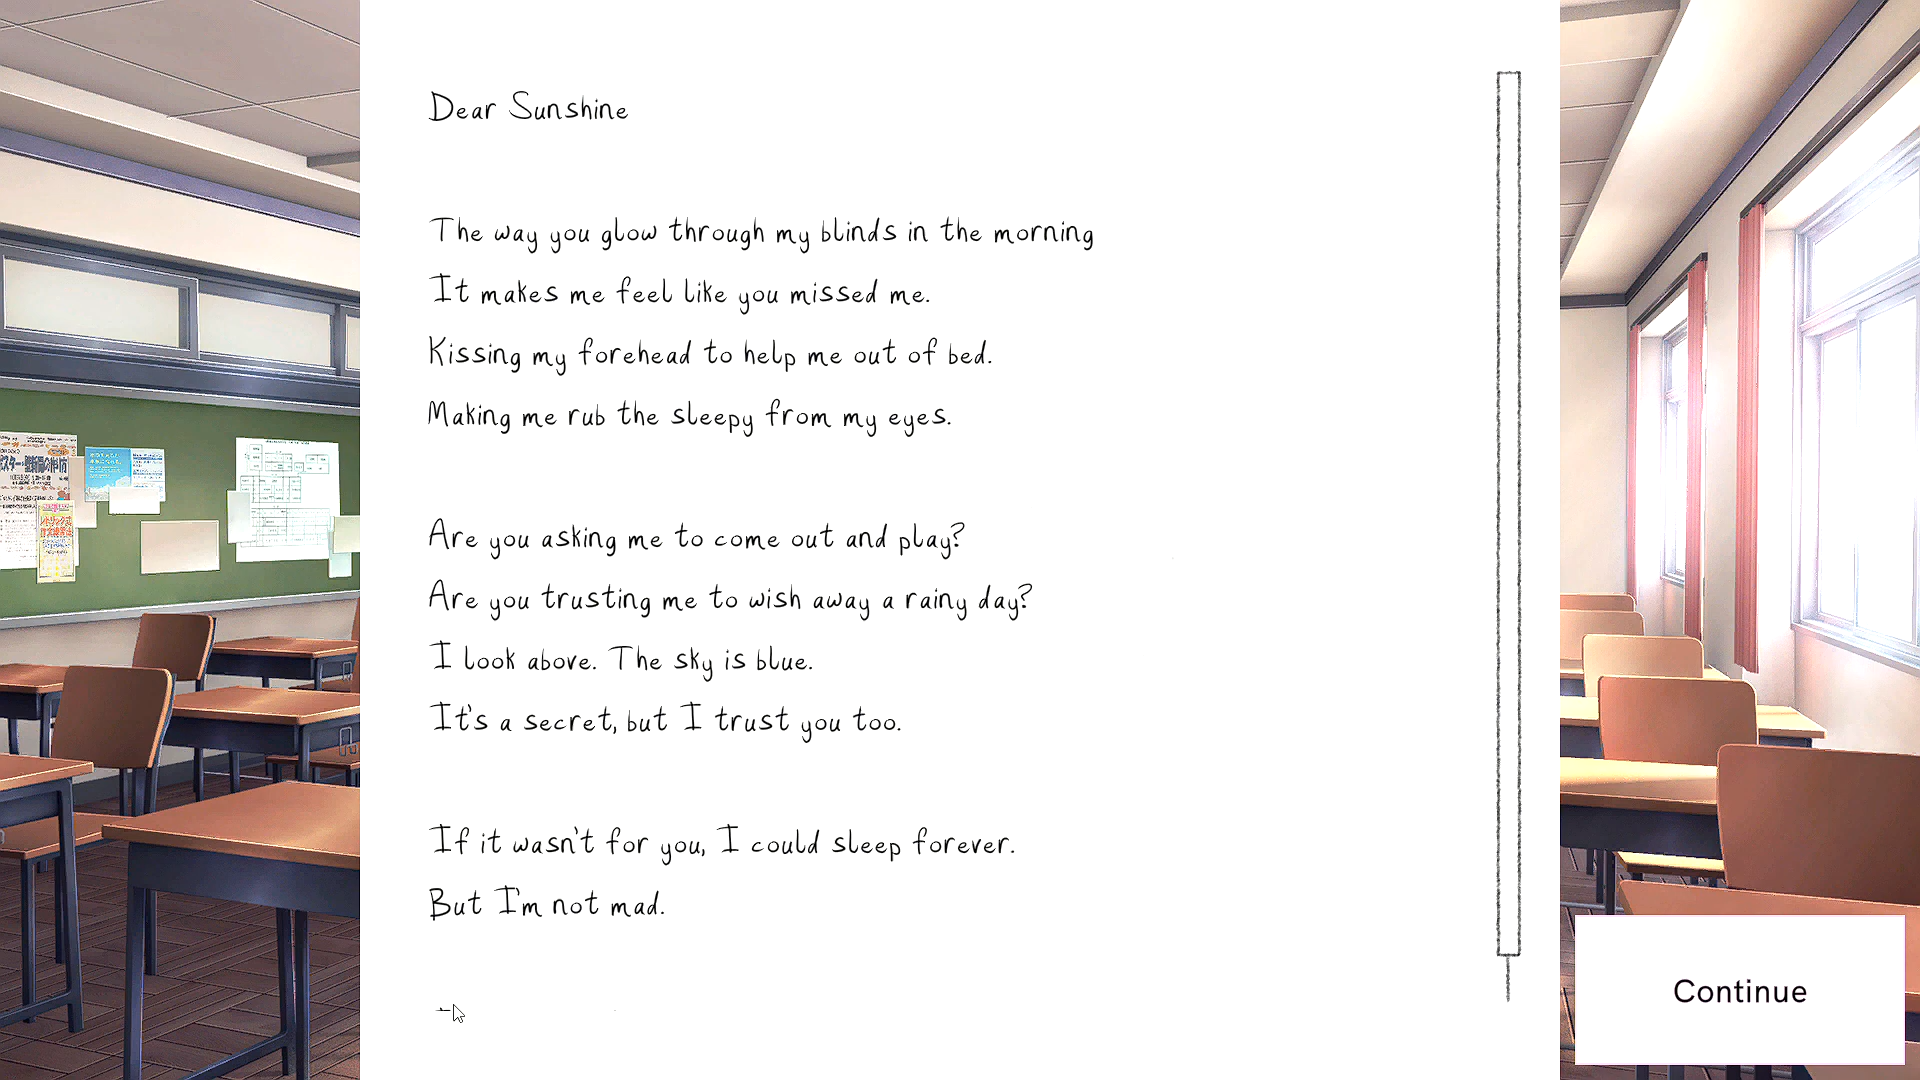 Dear Sunshine
The way you glow through my blinds in the morning
It makes me feel like you missed me.
Kissing my forehead to help me out of bed.
Making me rub the sleepy from my eyes.
Are you asking me to come out and play?
Are you trusting me to wish away a rainy day?
I look above. The sky is blue.
It's a secret, but I trust you too.
If it wasn't for you, I could sleep forever.
But I'm not mad.
Continue